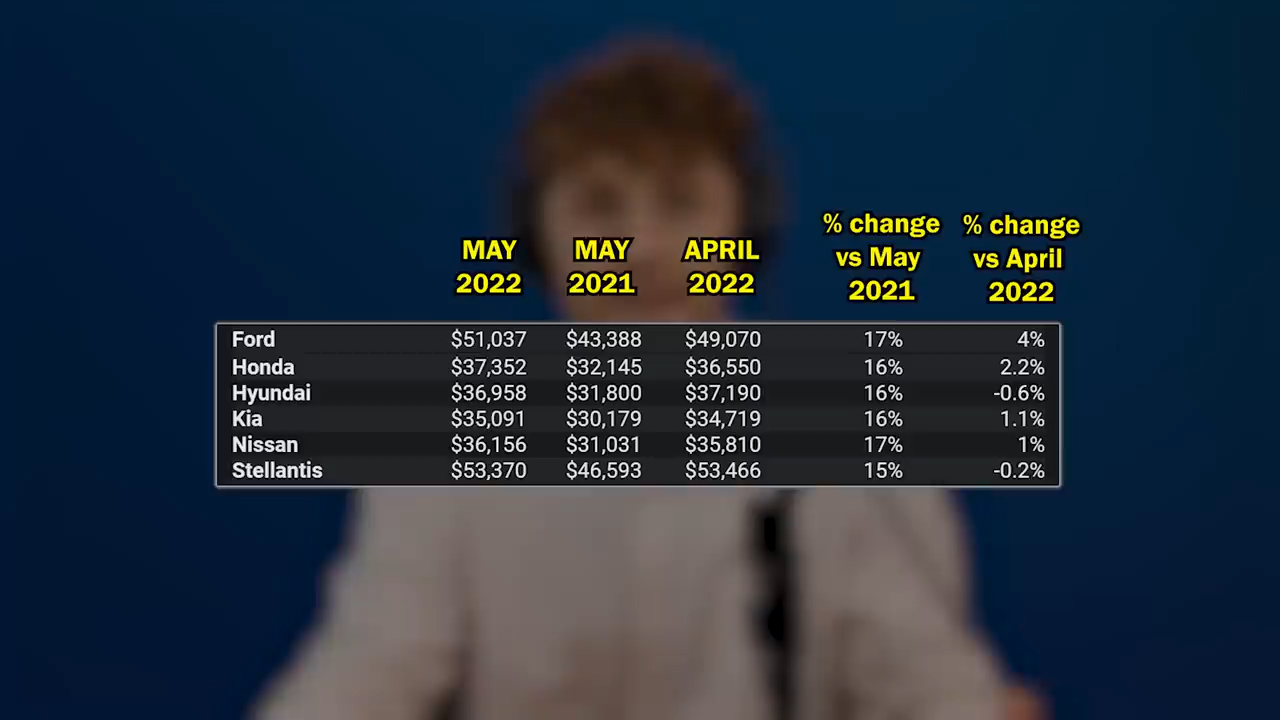 MAY 2022
MAY 2021
APRIL 2022
% change vs May 2021
% change vs April 2022
Ford $51,037 $43,388 $49,070 17% 4%
Honda $37,352 $32,145 $36,550 16% 2.2%
Hyundai $36,958 $31,800 $37,190 16% -0.6%
Kia $35,091 $30,179 $34,719 16% 1.1%
Nissan $36,156 $31,031 $35,810 17% 1%
Stellantis $53,370 $46,593 $53,466 15% -0.2%